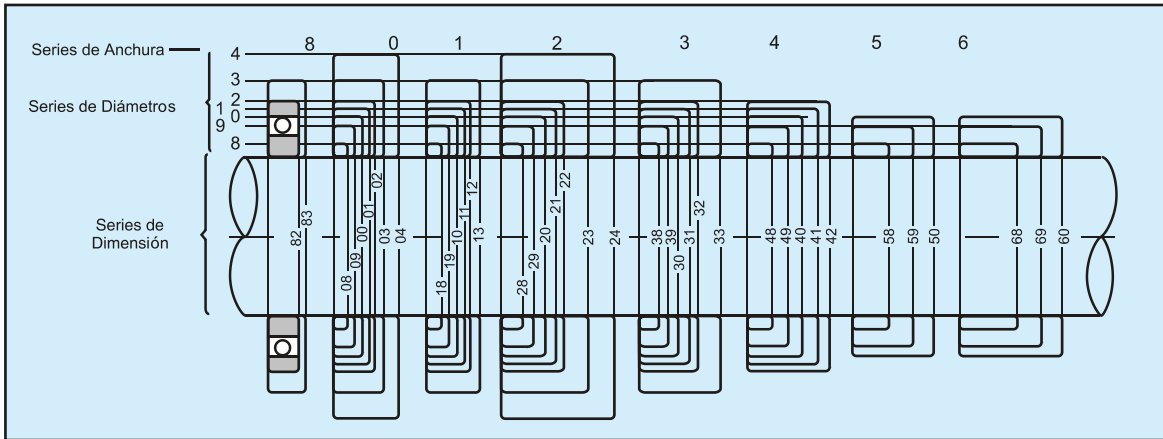 Series de Anchura
8 0 1 2 3 4 5 6
Series de Diámetros
4
3
2
1
0
9
8
Series de
Dimensión
82 83
08 09 00 01 02 03 04
18 19 10 11 12 13
28 29 20 21 22 23 24
38 39 30 31 32 33
48 49 40 41 42
58 59 50
68 69 60